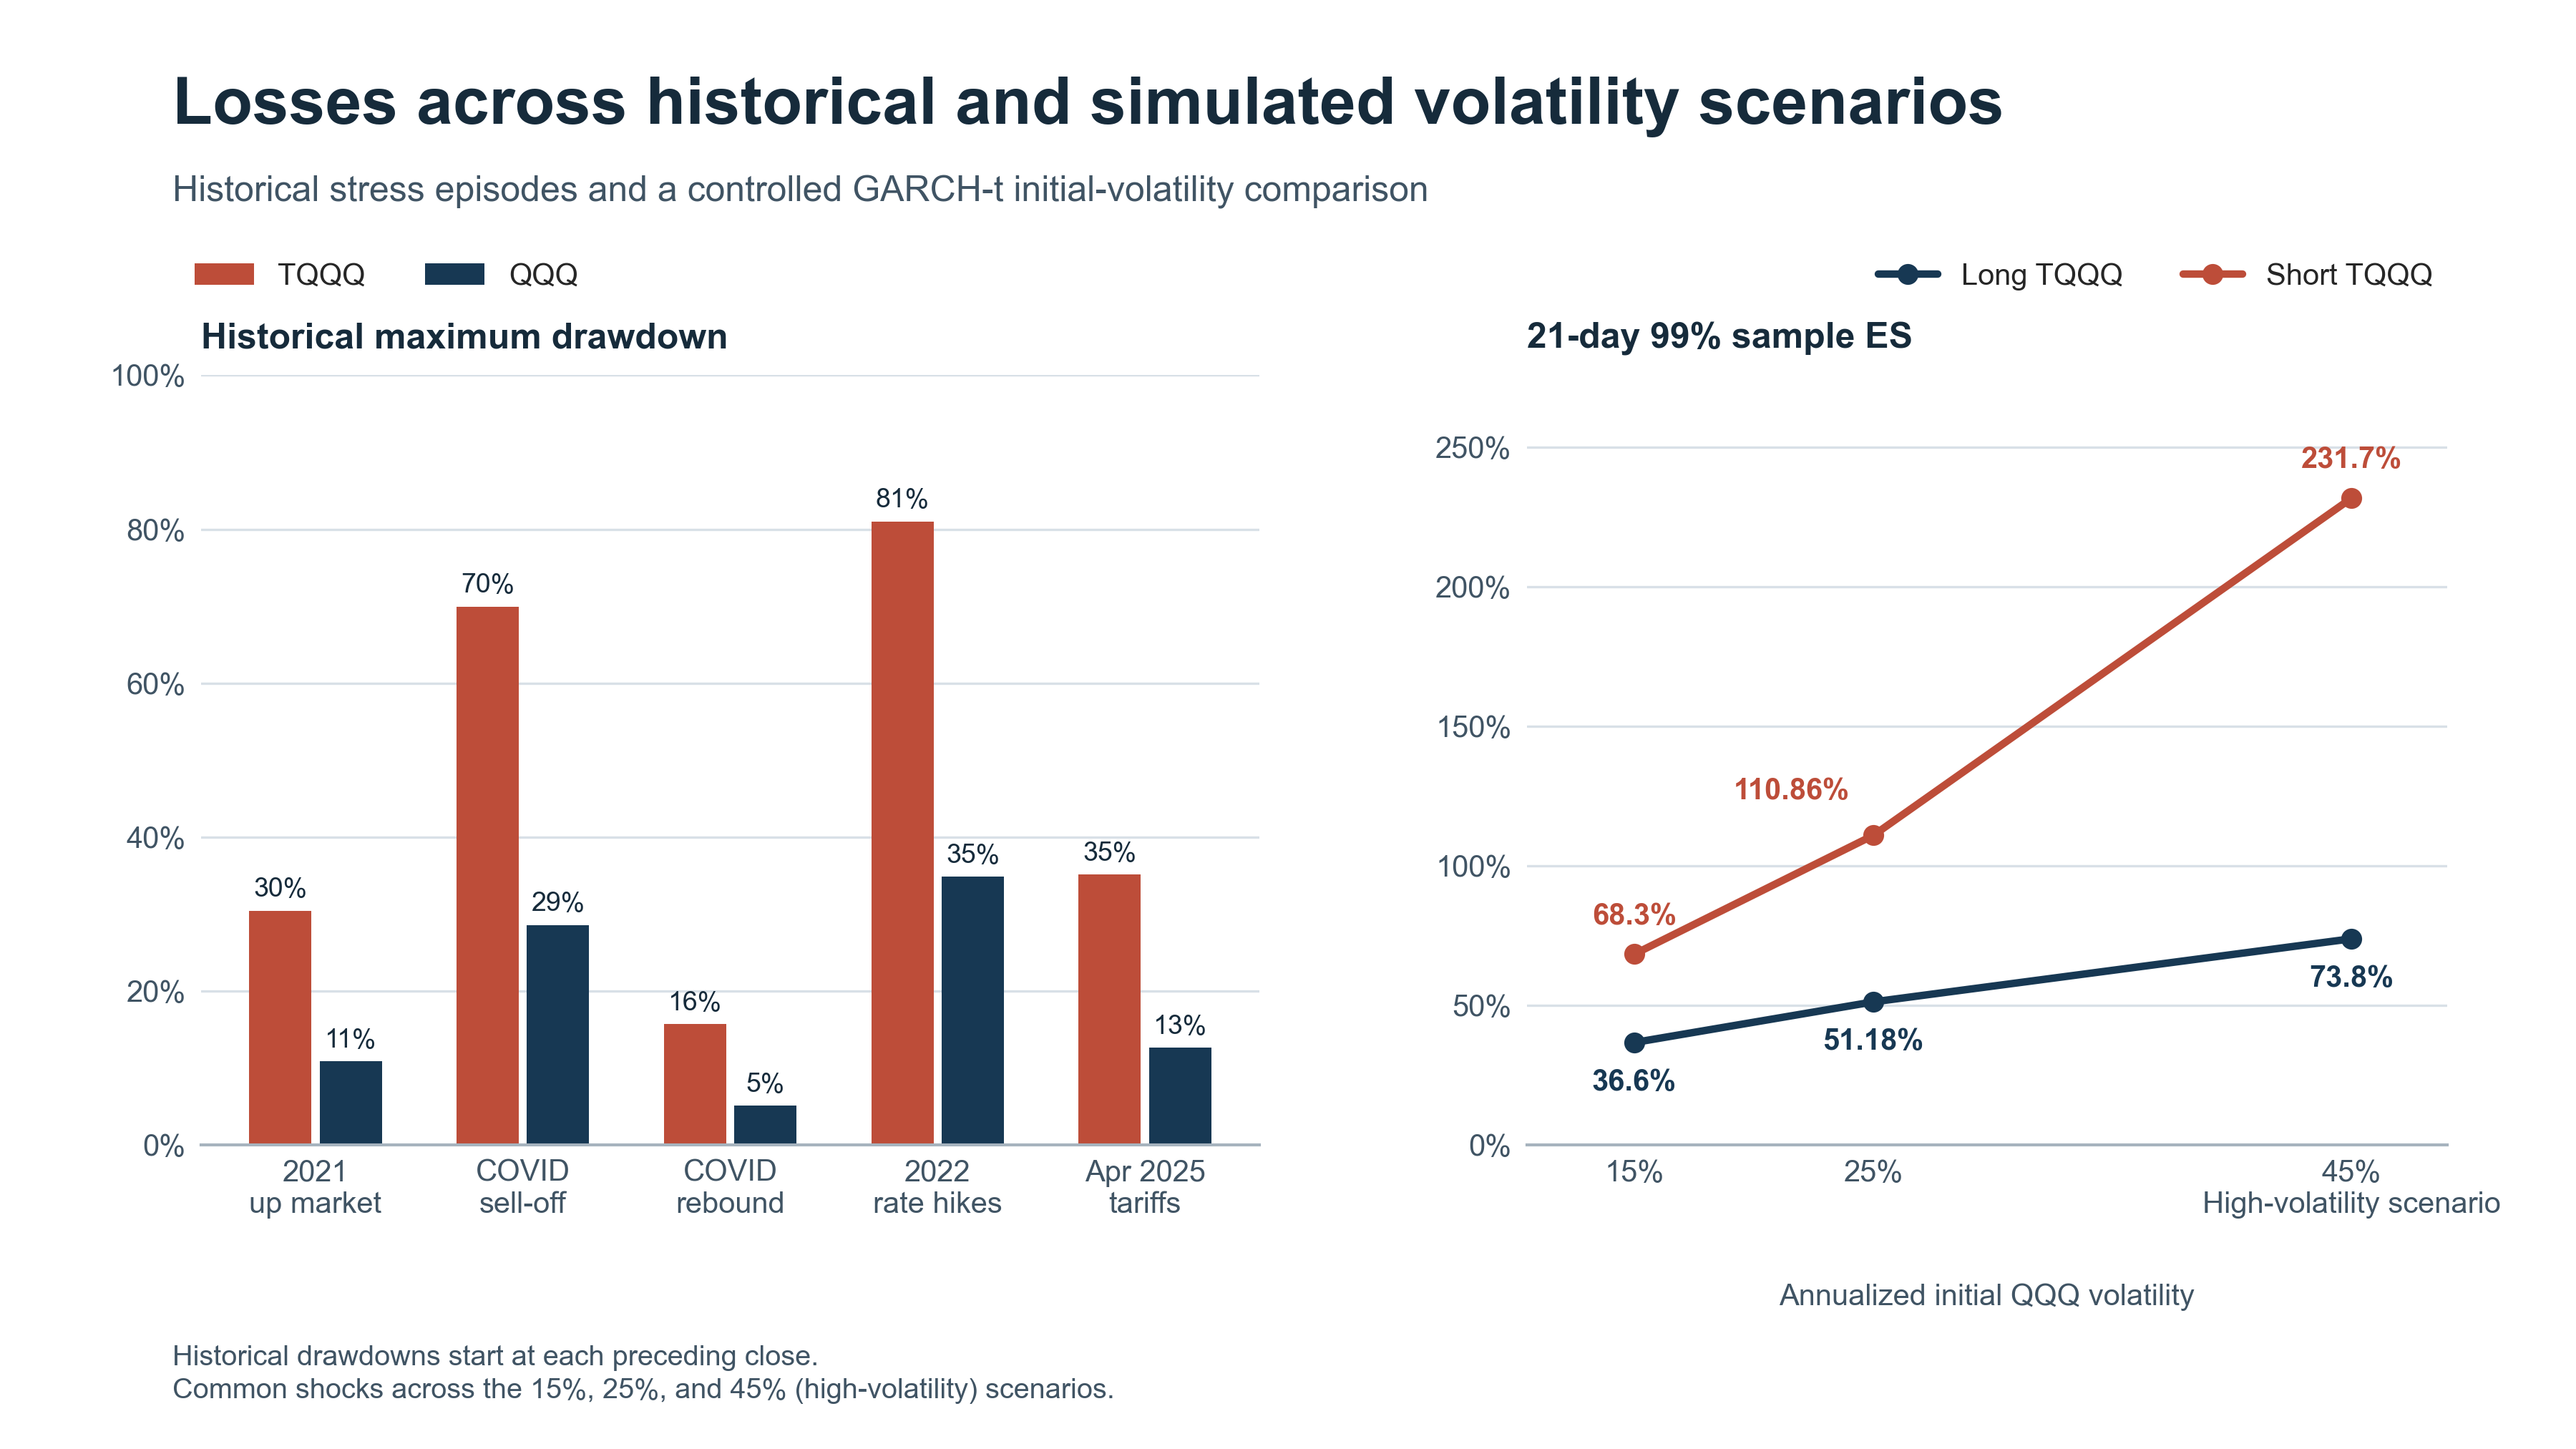 Losses across historical and simulated volatility scenarios
Historical stress episodes and a controlled GARCH-t initial-volatility comparison
TQQQ
QQQ
Historical maximum drawdown
100%
80%
60%
40%
20%
0%
30%
11%
70%
29%
16%
5%
81%
35%
35%
13%
2021
up market
COVID
sell-off
COVID
rebound
2022
rate hikes
Apr 2025
tariffs
Long TQQQ
Short TQQQ
21-day 99% sample ES
250%
200%
150%
100%
50%
0%
231.7%
110.86%
68.3%
73.8%
51.18%
36.6%
15%
25%
45%
High-volatility scenario
Annualized initial QQQ volatility
Historical drawdowns start at each preceding close.
Common shocks across the 15%, 25%, and 45% (high-volatility) scenarios.